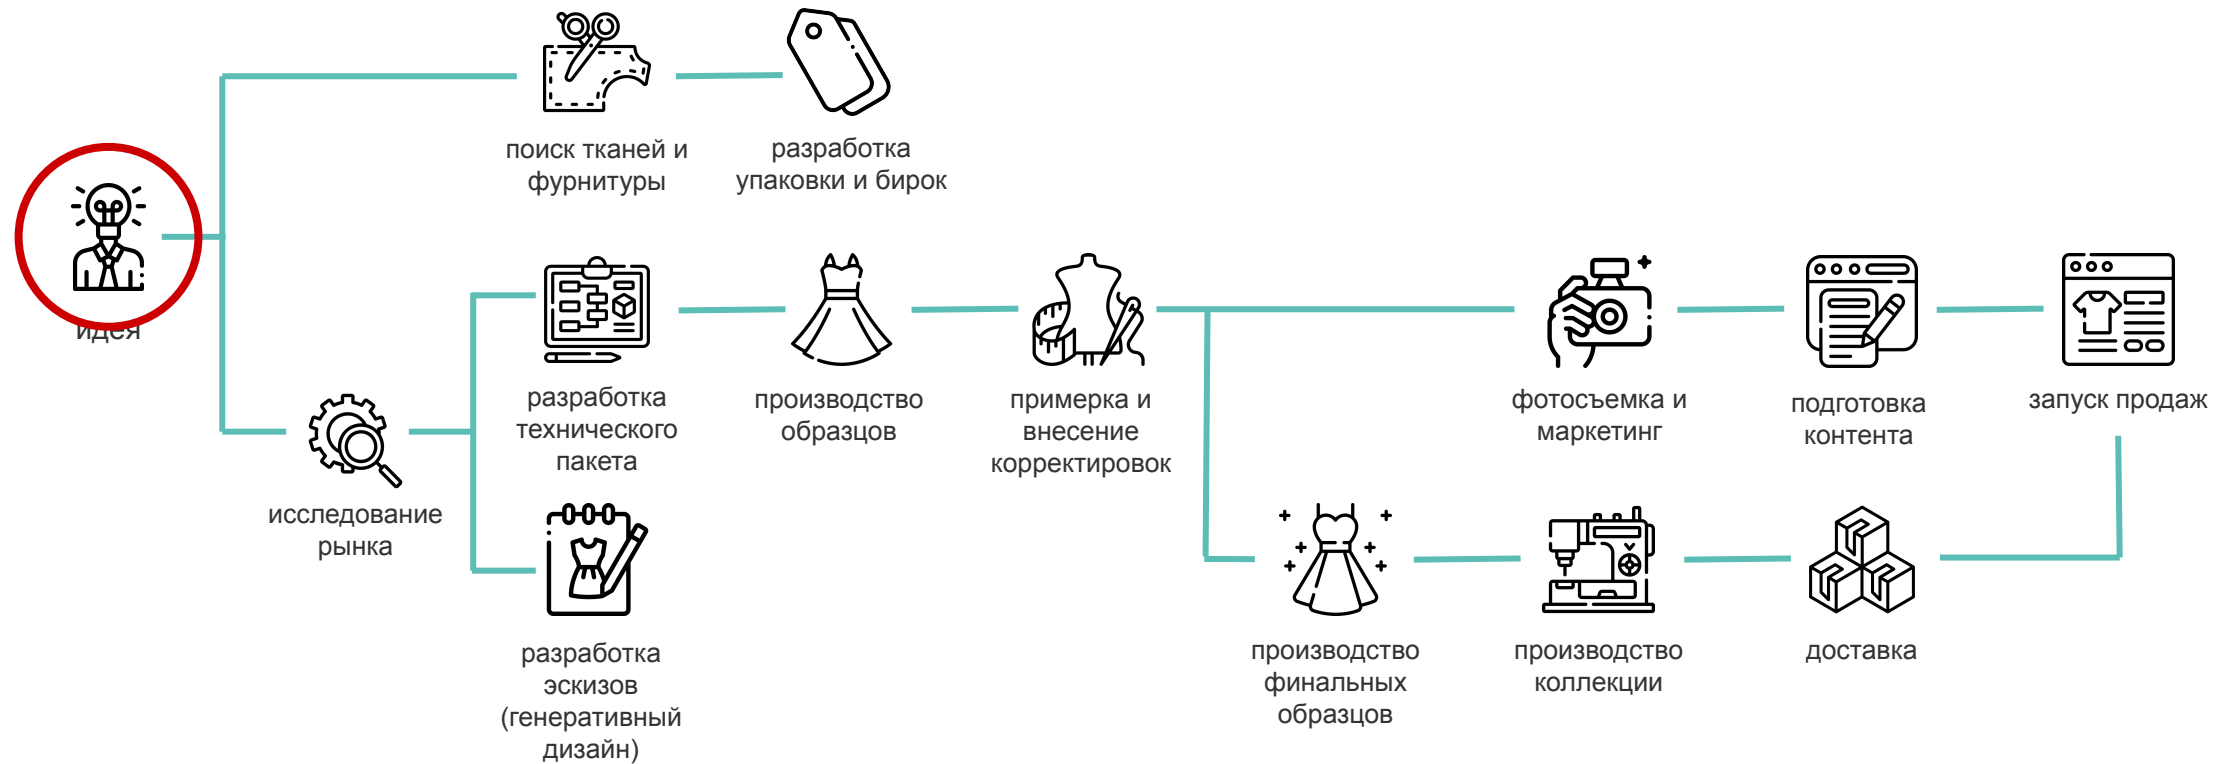 поиск тканей и
фурнитуры
разработка
упаковки и бирок
идея
разработка
технического
пакета
производство
образцов
примерка и
внесение
корректировок
фотосъемка и
маркетинг
подготовка
контента
запуск продаж
исследование
рынка
разработка
эскизов
(генеративный
дизайн)
производство
финальных
образцов
производство
коллекции
доставка